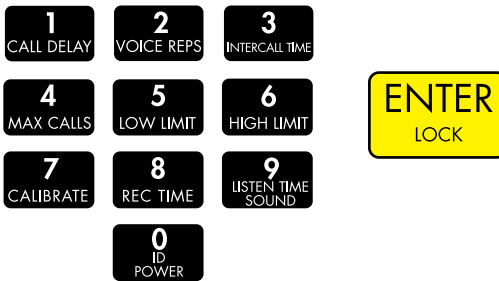 1
CALL DELAY
2
VOICE REPS
3
INTERCALL TIME
4
MAX CALLS
5
LOW LIMIT
6
HIGH LIMIT
ENTER
LOCK
7
CALIBRATE
8
REC TIME
9
LISTEN TIME
SOUND
0
ID
POWER